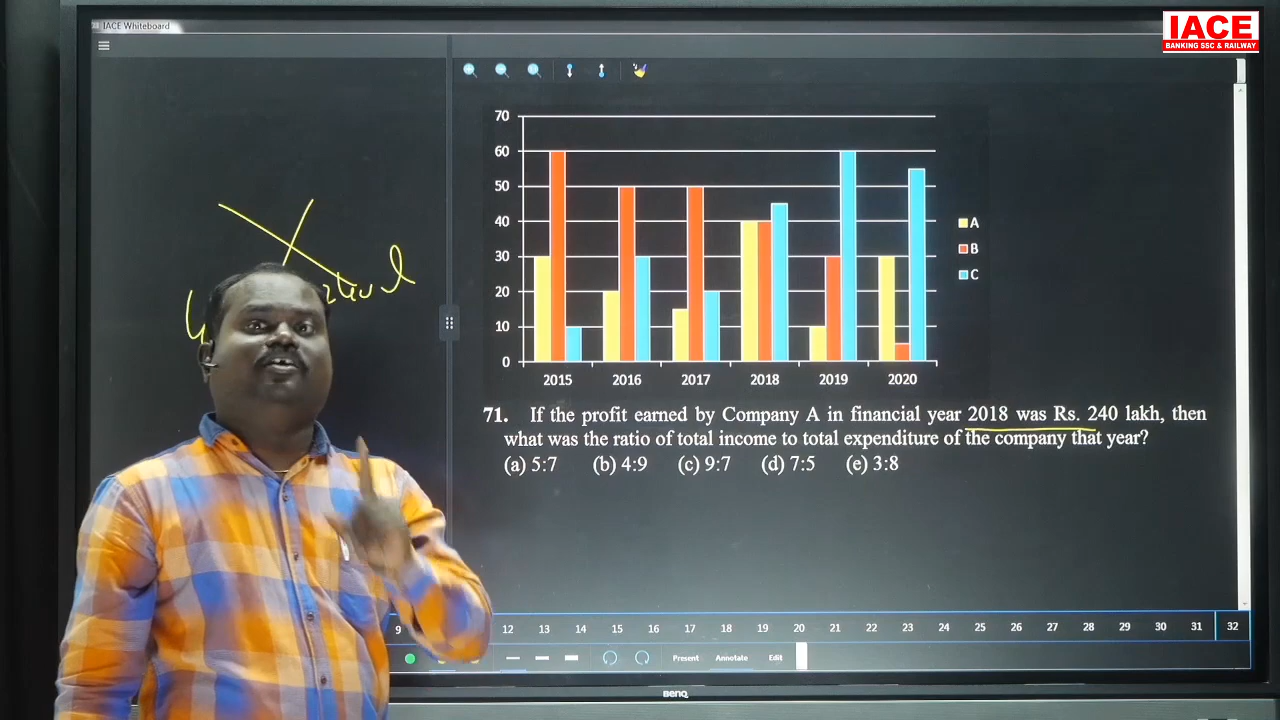 IACE Whiteboard
IACE
BANKING SSC & RAILWAY
70
60
50
40
30
20
10
0
2015 2016 2017 2018 2019 2020
A
B
C
240 l
71. If the profit earned by Company A in financial year 2018 was Rs. 240 lakh, then
what was the ratio of total income to total expenditure of the company that year?
(a) 5:7 (b) 4:9 (c) 9:7 (d) 7:5 (e) 3:8
9 12 13 14 15 16 17 18 19 20 21 22 23 24 25 26 27 28 29 30 31 32
Present Annotate Edit
BenQ